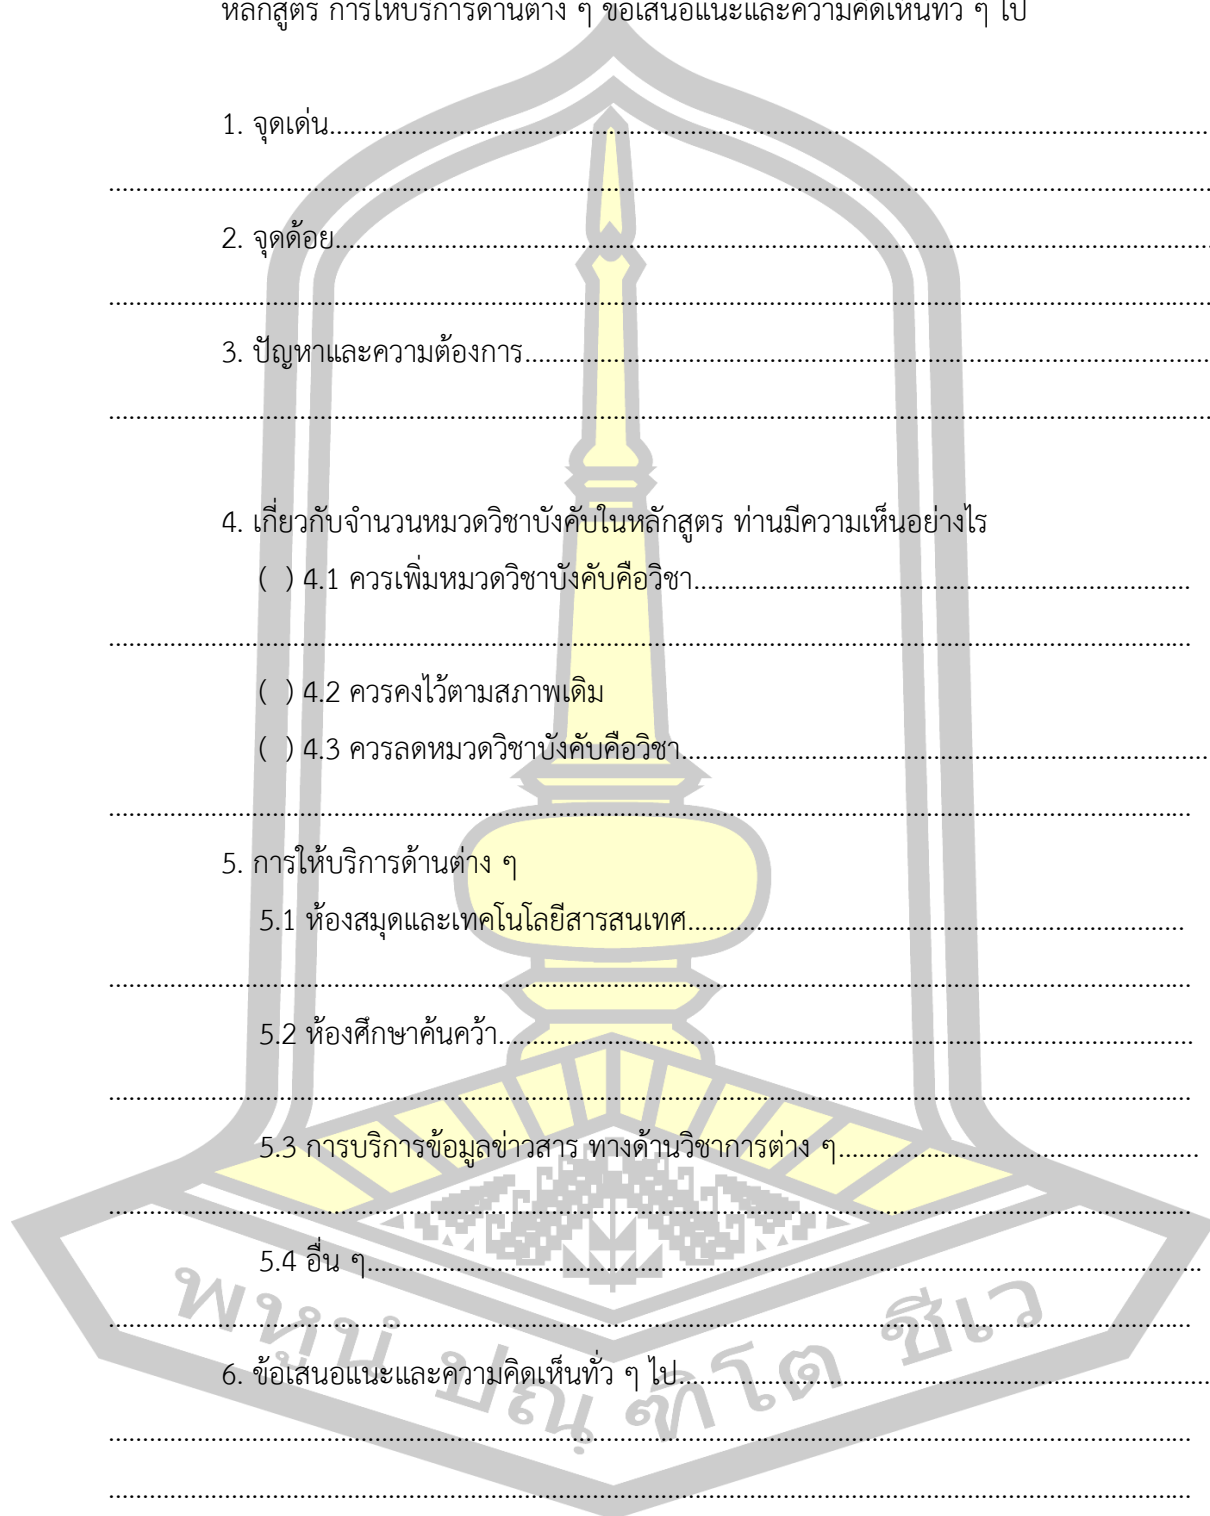 หลักสูตร การให้บริการด้านต่าง ๆ ข้อเสนอแนะและความคิดเห็นทั่ว ๆ ไป
1. จุดเด่น................................................................................................................
................................................................................................................................
2. จุดด้อย................................................................................................................
................................................................................................................................
3. ปัญหาและความต้องการ................................................................................
................................................................................................................................
4. เกี่ยวกับจำนวนหมวดวิชาบังคับในหลักสูตร ท่านมีความเห็นอย่างไร
( ) 4.1 ควรเพิ่มหมวดวิชาบังคับคือวิชา............................................................
................................................................................................................................
( ) 4.2 ควรคงไว้ตามสภาพเดิม
( ) 4.3 ควรลดหมวดวิชาบังคับคือวิชา................................................................
................................................................................................................................
5. การให้บริการด้านต่าง ๆ
5.1 ห้องสมุดและเทคโนโลยีสารสนเทศ............................................................
................................................................................................................................
5.2 ห้องศึกษาค้นคว้า....................................................................................
................................................................................................................................
5.3 การบริการข้อมูลข่าวสาร ทางด้านวิชาการต่าง ๆ............................................
................................................................................................................................
5.4 อื่น ๆ....................................................................................................
................................................................................................................................
6. ข้อเสนอแนะและความคิดเห็นทั่ว ๆ ไป................................................................
................................................................................................................................
................................................................................................................................
พหูนํ ปณฺฑิโต ชีเว